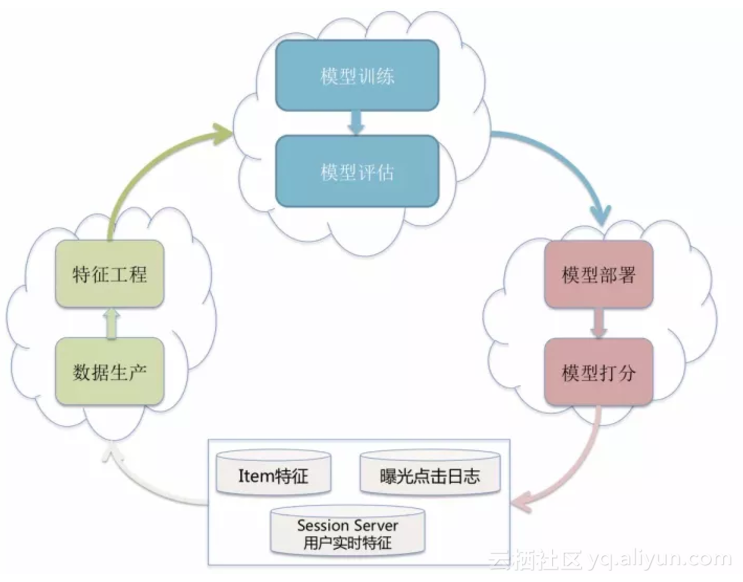 模型训练
模型评估
特征工程
数据生产
模型部署
模型打分
Item特征
曝光点击日志
Session Server
用户实时特征
云栖社区 yq.aliyun.com